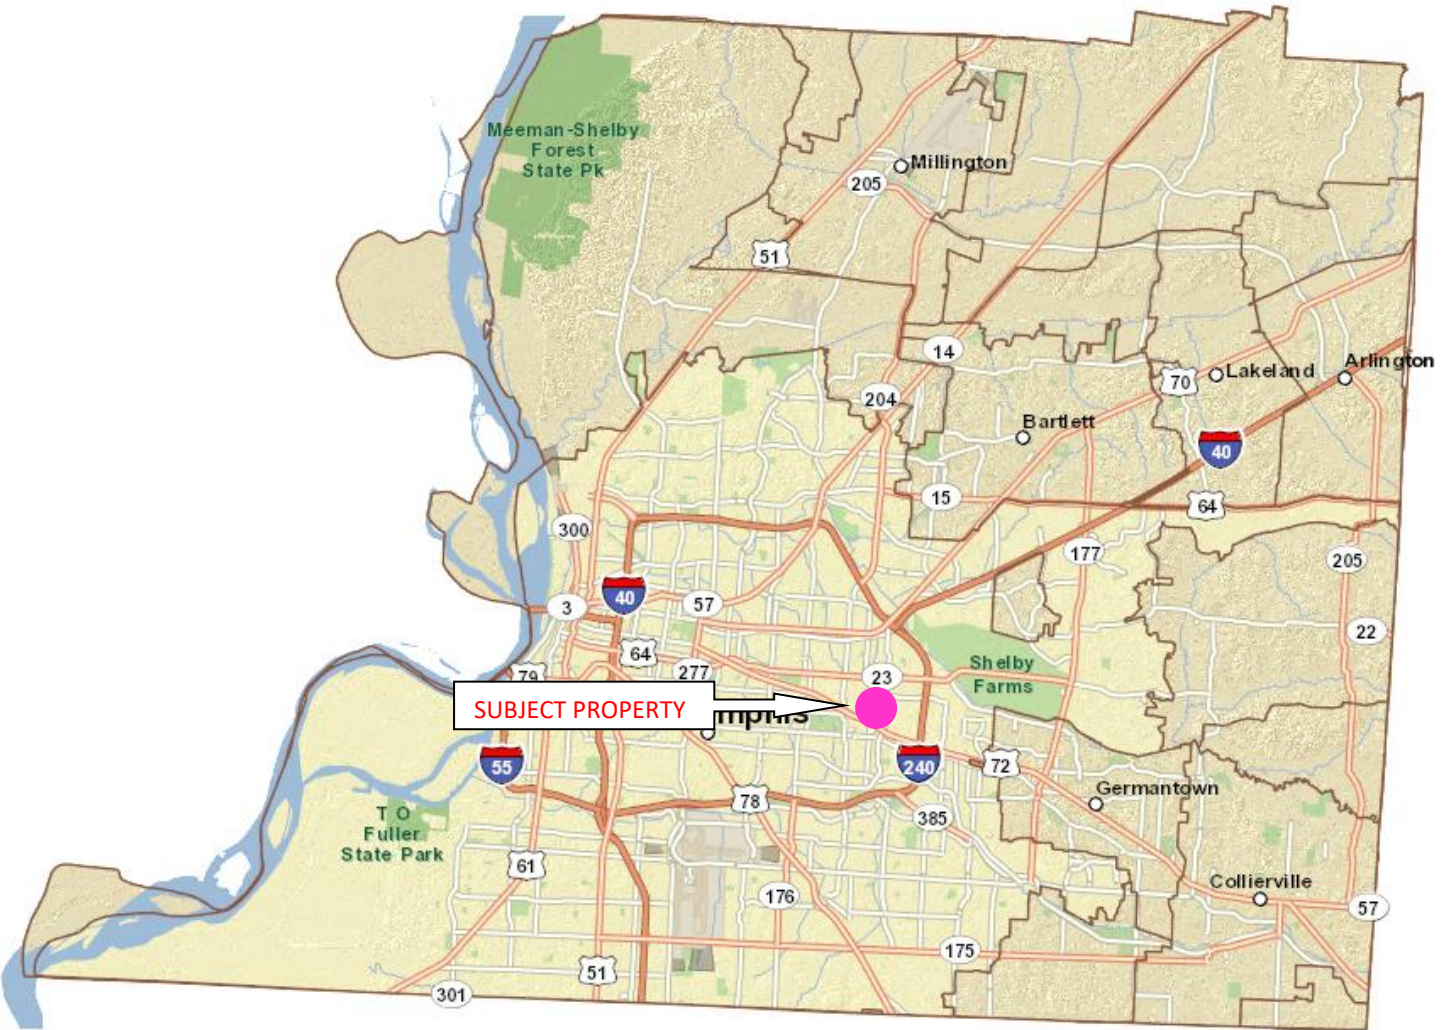 Meeman-Shelby
Forest
State Pk
Millington
205
51
14
Lakeland
Arlington
70
204
Bartlett
40
15
64
300
177
205
40
57
3
22
64
Shelby
Farms
79
277
23
SUBJECT PROPERTY
mphis
55
240
72
78
Germantown
T O
Fuller
State Park
385
61
176
Collierville
57
175
51
301